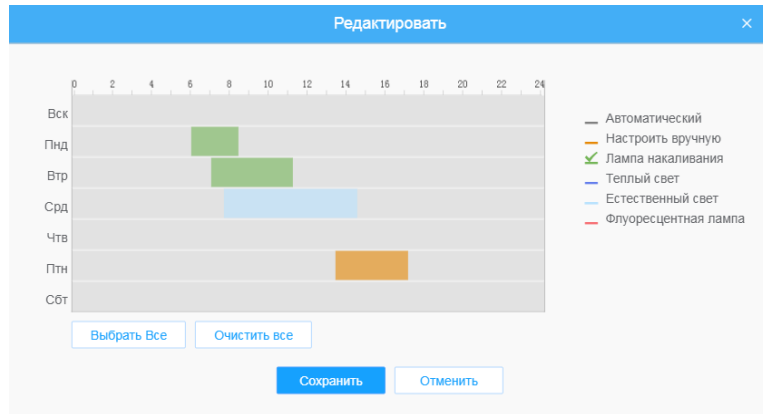 Редактировать
0 2 4 6 8 10 12 14 16 18 20 22 24
Вск
Пнд
Втр
Срд
Чтв
Птн
Сбт
Автоматический
Настроить вручную
Лампа накаливания
Теплый свет
Естественный свет
Флуоресцентная лампа
Выбрать Все Очистить все
Сохранить Отменить